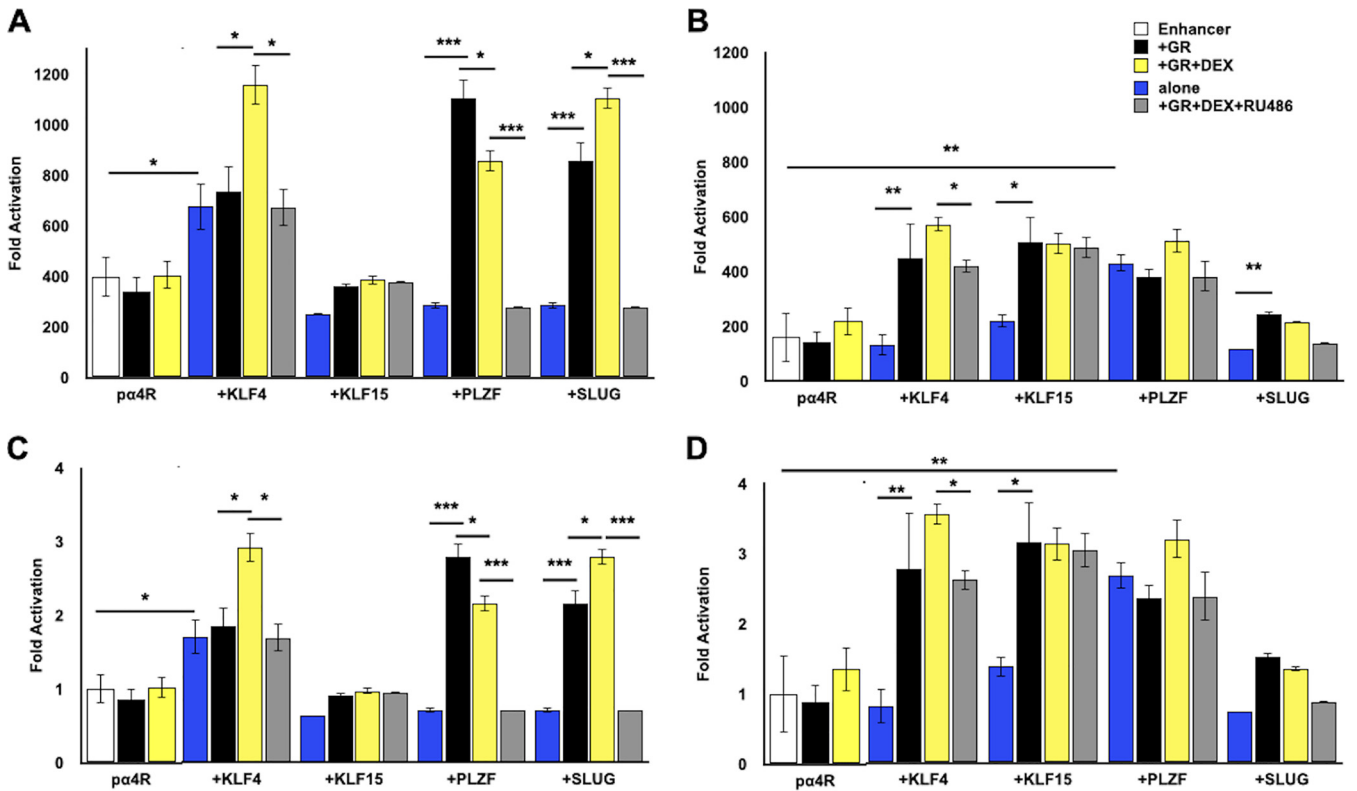 A
1200
1000
800
600
400
200
0
Fold Activation
* * *
*** * ***
*** * ***
pα4R +KLF4 +KLF15 +PLZF +SLUG
B
Enhancer
+GR
+GR+DEX
alone
+GR+DEX+RU486
1200
1000
800
600
400
200
0
Fold Activation
**
** * * **
pα4R +KLF4 +KLF15 +PLZF +SLUG
C
4
3
2
1
0
Fold Activation
* * *
*** * ***
*** * ***
pα4R +KLF4 +KLF15 +PLZF +SLUG
D
4
3
2
1
0
Fold Activation
**
** * *
pα4R +KLF4 +KLF15 +PLZF +SLUG